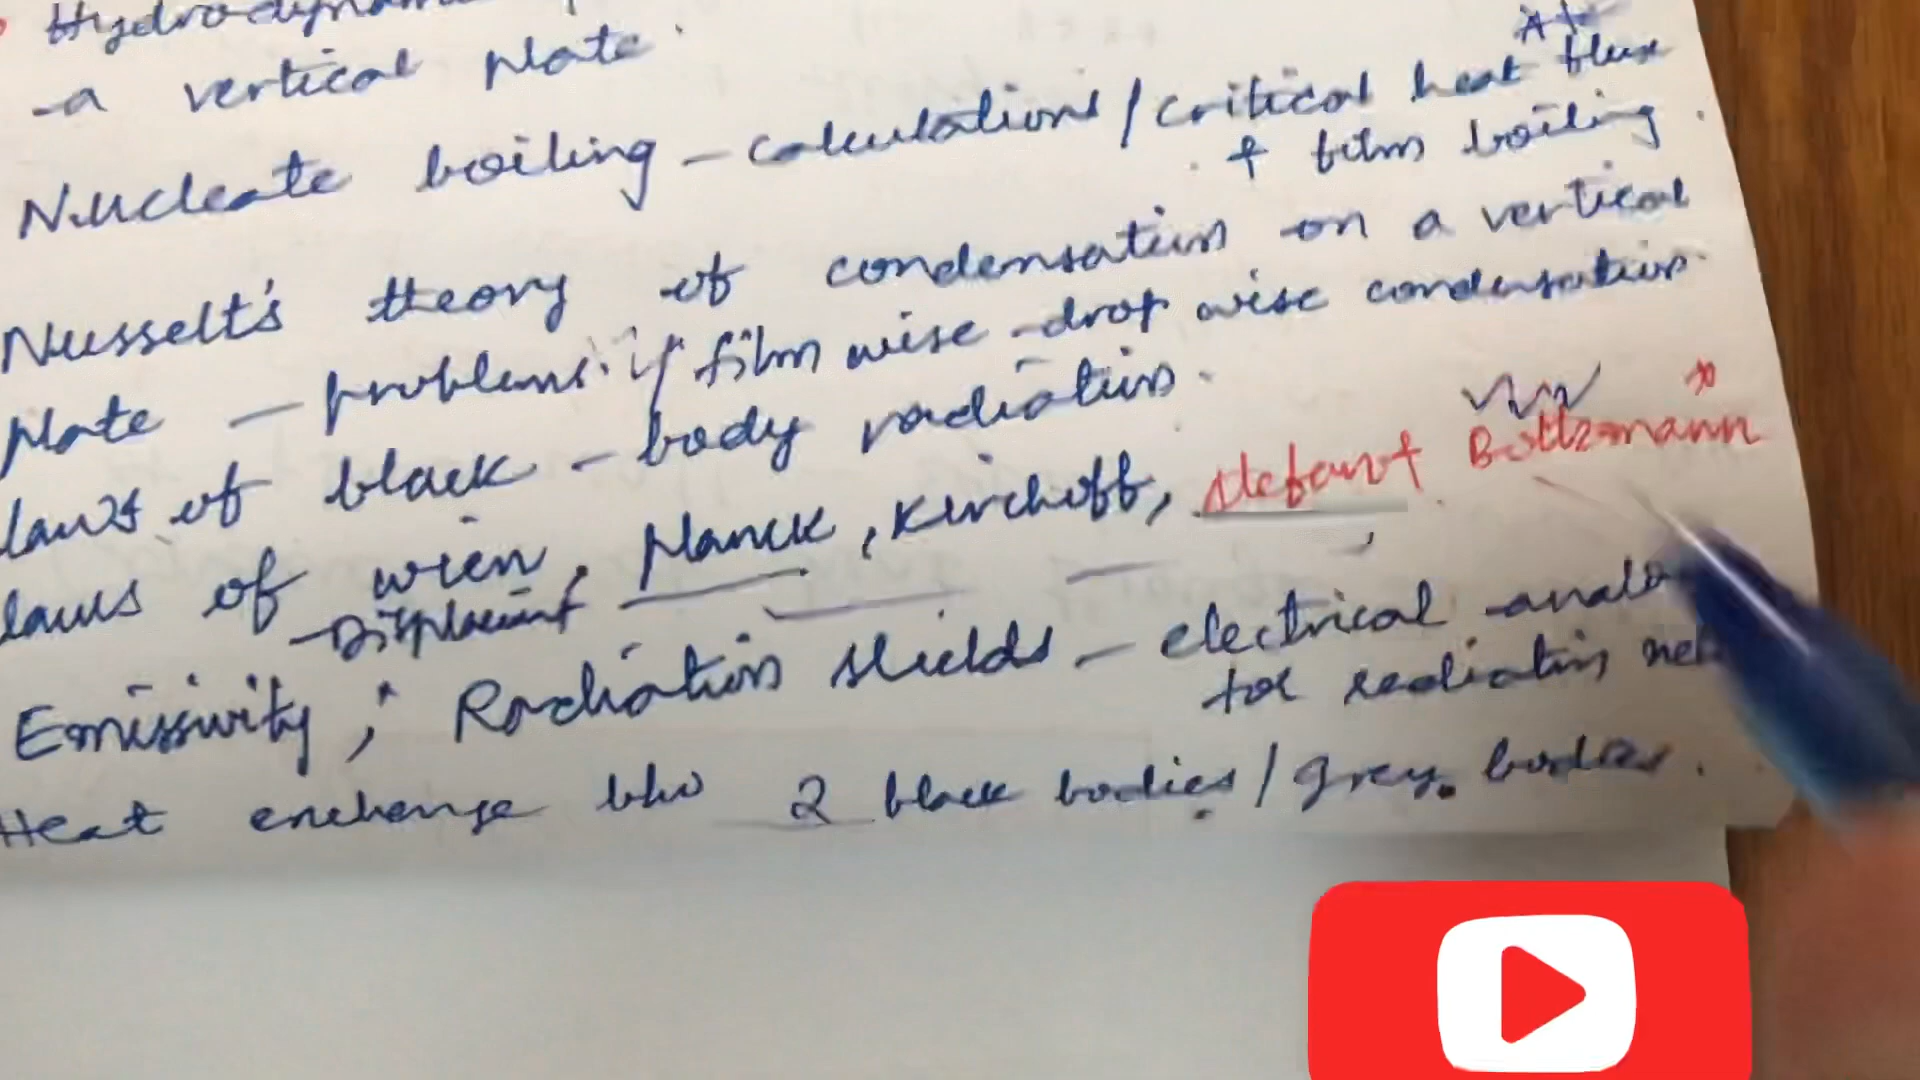 Hydrodynam
a vertical plate.
Nucleate boiling - calculations / critical heat flux
+ film boiling.
Nusselt's theory of condensation on a vertical
plate - problems. film wise - drop wise condensation.
laws of black - body radiation.
laws of wien, Planck, Kirchoff, Stefan Boltzmann
- Displacement
Emissivity; Radiation shields - electrical analo
for radiation net
Heat exchange b/w 2 black bodies / grey bodies.